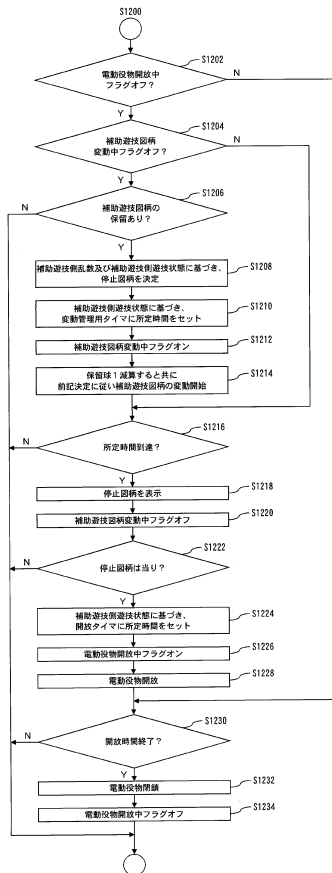 S1200
S1202
電動役物開放中
フラグオフ？
N
Y
S1204
補助遊技図柄
変動中フラグオフ？
N
Y
S1206
補助遊技図柄の
保留あり？
N
Y
S1208
補助遊技側乱数及び補助遊技側遊技状態に基づき、
停止図柄を決定
S1210
補助遊技側遊技状態に基づき、
変動管理用タイマに所定時間をセット
S1212
補助遊技図柄変動中フラグオン
S1214
保留球１減算すると共に
前記決定に従い補助遊技図柄の変動開始
S1216
所定時間到達？
N
Y
S1218
停止図柄を表示
S1220
補助遊技図柄変動中フラグオフ
S1222
停止図柄は当り？
N
Y
S1224
補助遊技側遊技状態に基づき、
開放タイマに所定時間をセット
S1226
電動役物開放中フラグオン
S1228
電動役物開放
S1230
開放時間終了？
N
Y
S1232
電動役物閉鎖
S1234
電動役物開放中フラグオフ